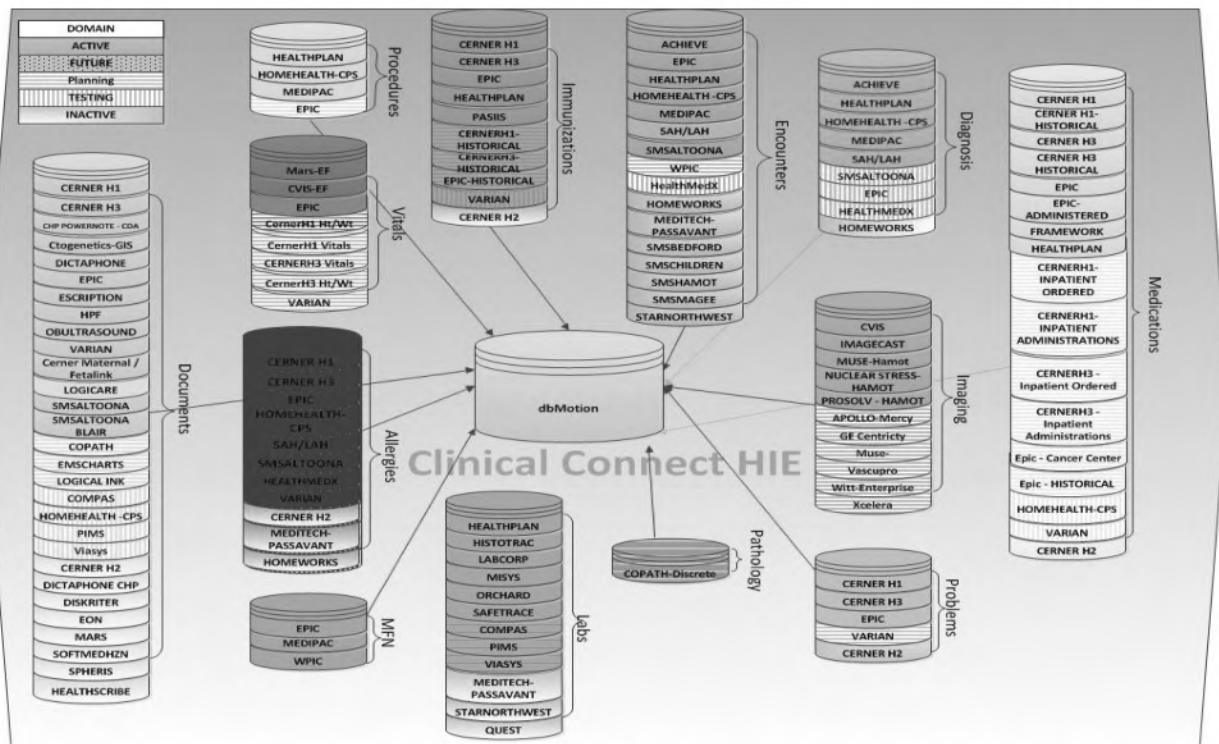 DOMAIN
ACTIVE
FUTURE
Planning
TESTING
INACTIVE
HEALTHPLAN
HOMEHEALTH-CPS
MEDIPAC
EPIC
Procedures
Mars-EF
CVIS-EF
EPIC
CernerH1 Ht/Wt
CernerH1 Vitals
CERNERH3 Vitals
CernerH3 Ht/Wt
VARIAN
Vitals
CERNER H1
CERNER H3
EPIC
HEALTHPLAN
PASIIS
CERNERH1-
HISTORICAL
CERNERH3-
HISTORICAL
EPIC-HISTORICAL
VARIAN
CERNER H2
Immunizations
ACHIEVE
EPIC
HEALTHPLAN
HOMEHEALTH -CPS
MEDIPAC
SAH/LAH
SMSALTOONA
WPIC
HealthMedX
HOMEWORKS
MEDITECH-
PASSAVANT
SMSBEDFORD
SMSCHILDREN
SMSHAMOT
SMSMAGEE
STARNORTHWEST
Encounters
ACHIEVE
HEALTHPLAN
HOMEHEALTH -CPS
MEDIPAC
SAH/LAH
SMSALTOONA
EPIC
HEALTHMEDX
HOMEWORKS
Diagnosis
CERNER H1
CERNER H1-
HISTORICAL
CERNER H3
CERNER H3
HISTORICAL
EPIC
EPIC-
ADMINISTERED
FRAMEWORK
HEALTHPLAN
CERNERH1-
INPATIENT
ORDERED
CERNERH1-
INPATIENT
ADMINISTRATIONS
CERNERH3 -
Inpatient Ordered
CERNERH3 -
Inpatient
Administrations
Epic - Cancer Center
Epic - HISTORICAL
HOMEHEALTH-CPS
VARIAN
CERNER H2
Medications
CERNER H1
CERNER H3
CHP POWERNOTE - CDA
Ctogenetics-GIS
DICTAPHONE
EPIC
ESCRIPTION
HPF
OBULTRASOUND
VARIAN
Cerner Maternal /
Fetalink
LOGICARE
SMSALTOONA
SMSALTOONA
BLAIR
COPATH
EMSCHARTS
LOGICAL INK
COMPAS
HOMEHEALTH -CPS
PIMS
Viasys
CERNER H2
DICTAPHONE CHP
DISKRITER
EON
MARS
SOFTMEDHZN
SPHERIS
HEALTHSCRIBE
Documents
CERNER H1
CERNER H3
EPIC
HOMEHEALTH-
CPS
SAH/LAH
SMSALTOONA
HEALTHMEDX
VARIAN
CERNER H2
MEDITECH-
PASSAVANT
HOMEWORKS
Allergies
dbMotion
Clinical Connect HIE
CVIS
IMAGECAST
MUSE-Hamot
NUCLEAR STRESS-
HAMOT
PROSOLV - HAMOT
APOLLO-Mercy
GE Centricty
Muse-
Vascupro
Witt-Enterprise
Xcelera
Imaging
EPIC
MEDIPAC
WPIC
MFN
HEALTHPLAN
HISTOTRAC
LABCORP
MISYS
ORCHARD
SAFETRACE
COMPAS
PIMS
VIASYS
MEDITECH-
PASSAVANT
STARNORTHWEST
QUEST
Labs
COPATH-Discrete
Pathology
CERNER H1
CERNER H3
EPIC
VARIAN
CERNER H2
Problems